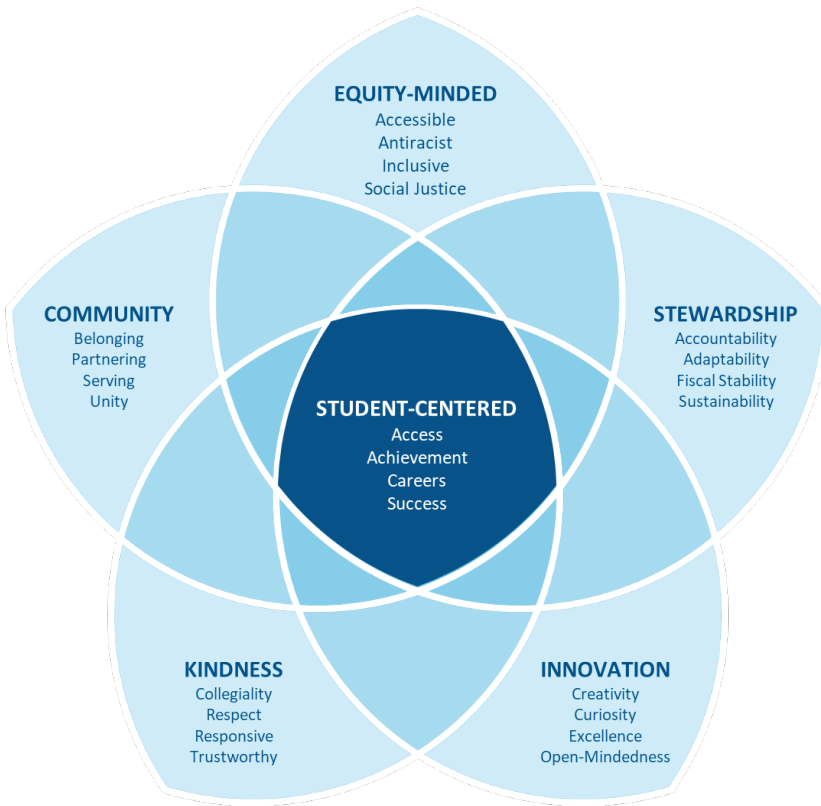 EQUITY-MINDED
Accessible
Antiracist
Inclusive
Social Justice
COMMUNITY
Belonging
Partnering
Serving
Unity
STEWARDSHIP
Accountability
Adaptability
Fiscal Stability
Sustainability
STUDENT-CENTERED
Access
Achievement
Careers
Success
KINDNESS
Collegiality
Respect
Responsive
Trustworthy
INNOVATION
Creativity
Curiosity
Excellence
Open-Mindedness